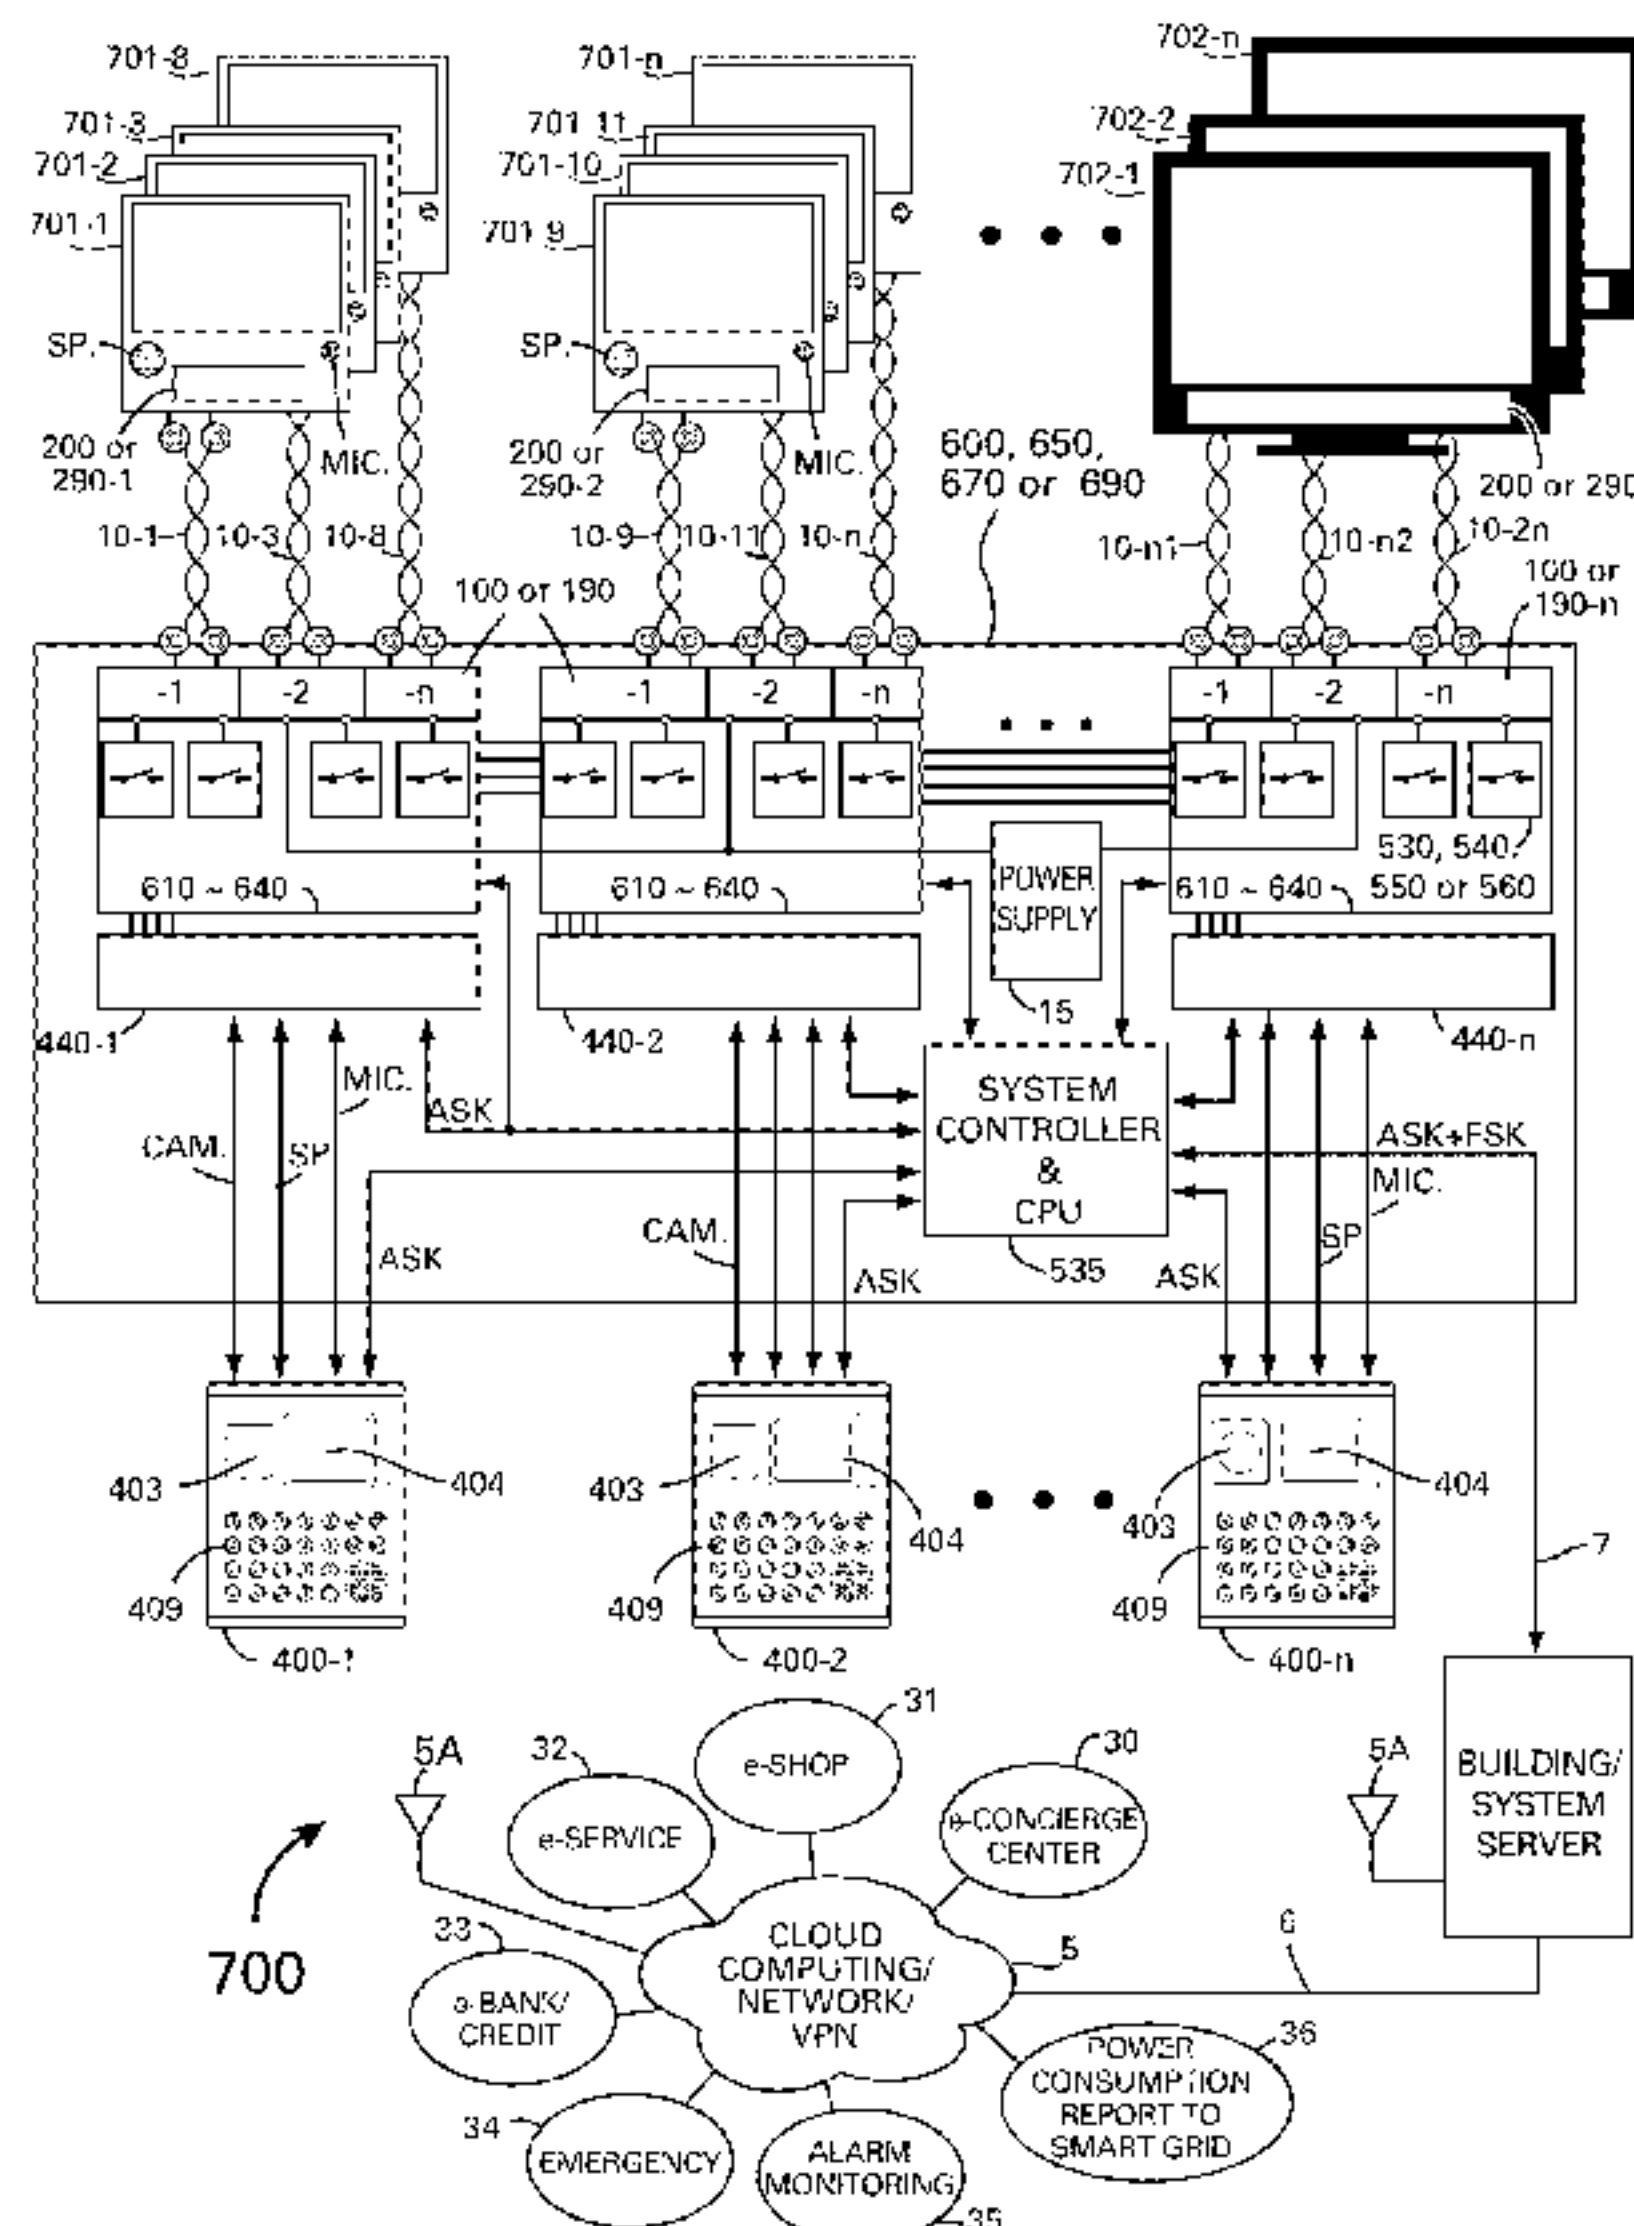 702-n
701-8
701-n
701-3
701-11
702-2
701-2
701-10
702-1
701-1
701-9
SP.
SP.
200 or
290-1
MIC.
200 or
290-2
MIC.
600, 650,
670 or 690
200 or 290
10-1
10-3
10-8
10-9
10-11
10-n
10-n1
10-n2
10-2n
100 or 190
100 or
190-n
-1
-2
-n
-1
-2
-n
-1
-2
-n
530, 540,
550 or 560
610 ~ 640
610 ~ 640
610 ~ 640
POWER
SUPPLY
15
440-1
440-2
440-n
MIC.
ASK
CAM.
SP
SYSTEM
CONTROLLER
&
CPU
ASK+FSK
MIC.
SP
CAM.
ASK
ASK
535
ASK
403
404
403
404
403
404
409
409
409
7
400-1
400-2
400-n
31
30
32
5A
5A
e-SHOP
e-SERVICE
e-CONCIERGE
CENTER
BUILDING/
SYSTEM
SERVER
700
33
e-BANK/
CREDIT
CLOUD
COMPUTING/
NETWORK/
VPN
5
6
36
POWER
CONSUMPTION
REPORT TO
SMART GRID
34
EMERGENCY
ALARM
MONITORING
35